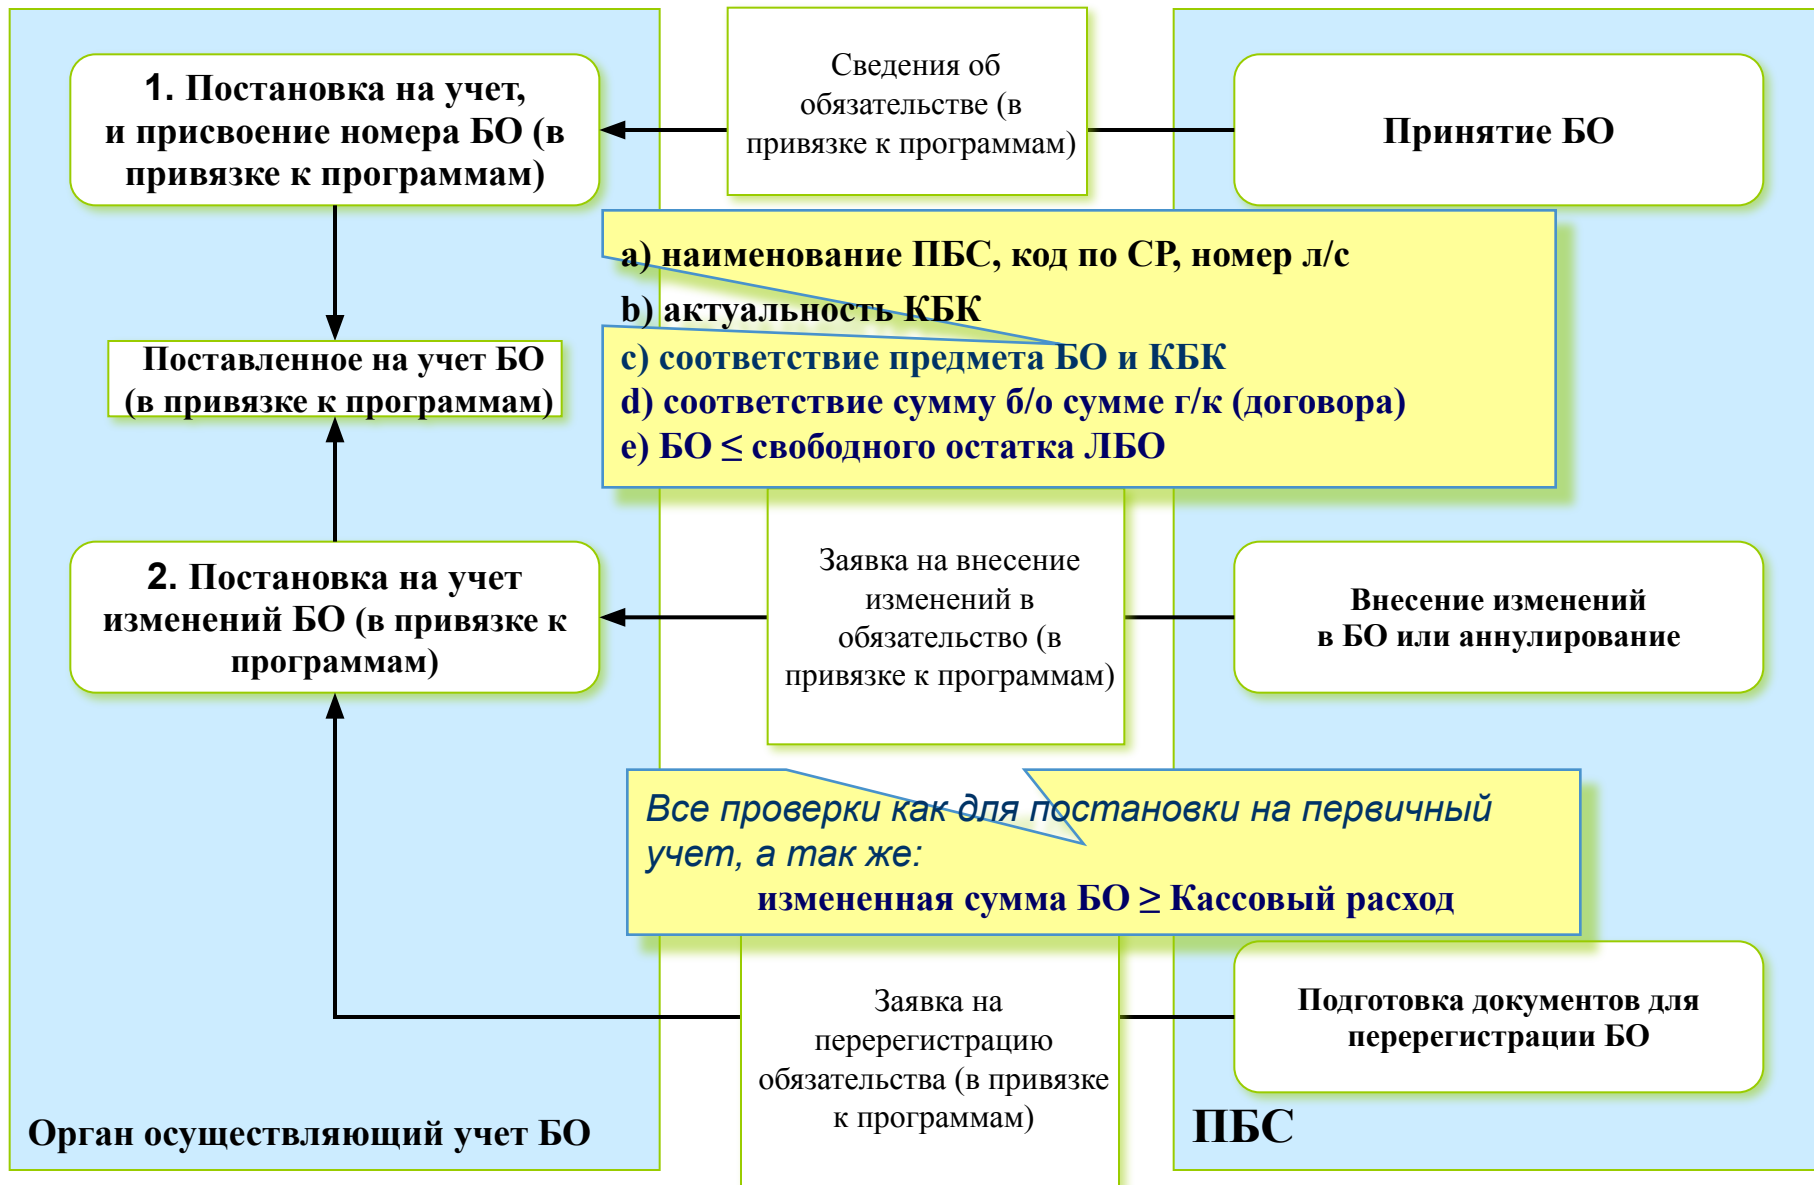 1. Постановка на учет,
и присвоение номера БО (в
привязке к программам)
Сведения об
обязательстве (в
привязке к программам)
Принятие БО
a) наименование ПБС, код по СР, номер л/с
b) актуальность КБК
c) соответствие предмета БО и КБК
d) соответствие сумму б/о сумме г/к (договора)
e) БО ≤ свободного остатка ЛБО
Поставленное на учет БО
(в привязке к программам)
2. Постановка на учет
изменений БО (в привязке к
программам)
Заявка на внесение
изменений в
обязательство (в
привязке к программам)
Внесение изменений
в БО или аннулирование
Все проверки как для постановки на первичный
учет, а так же:
измененная сумма БО ≥ Кассовый расход
Заявка на
перерегистрацию
обязательства (в привязке
к программам)
Подготовка документов для
перерегистрации БО
Орган осуществляющий учет БО
ПБС